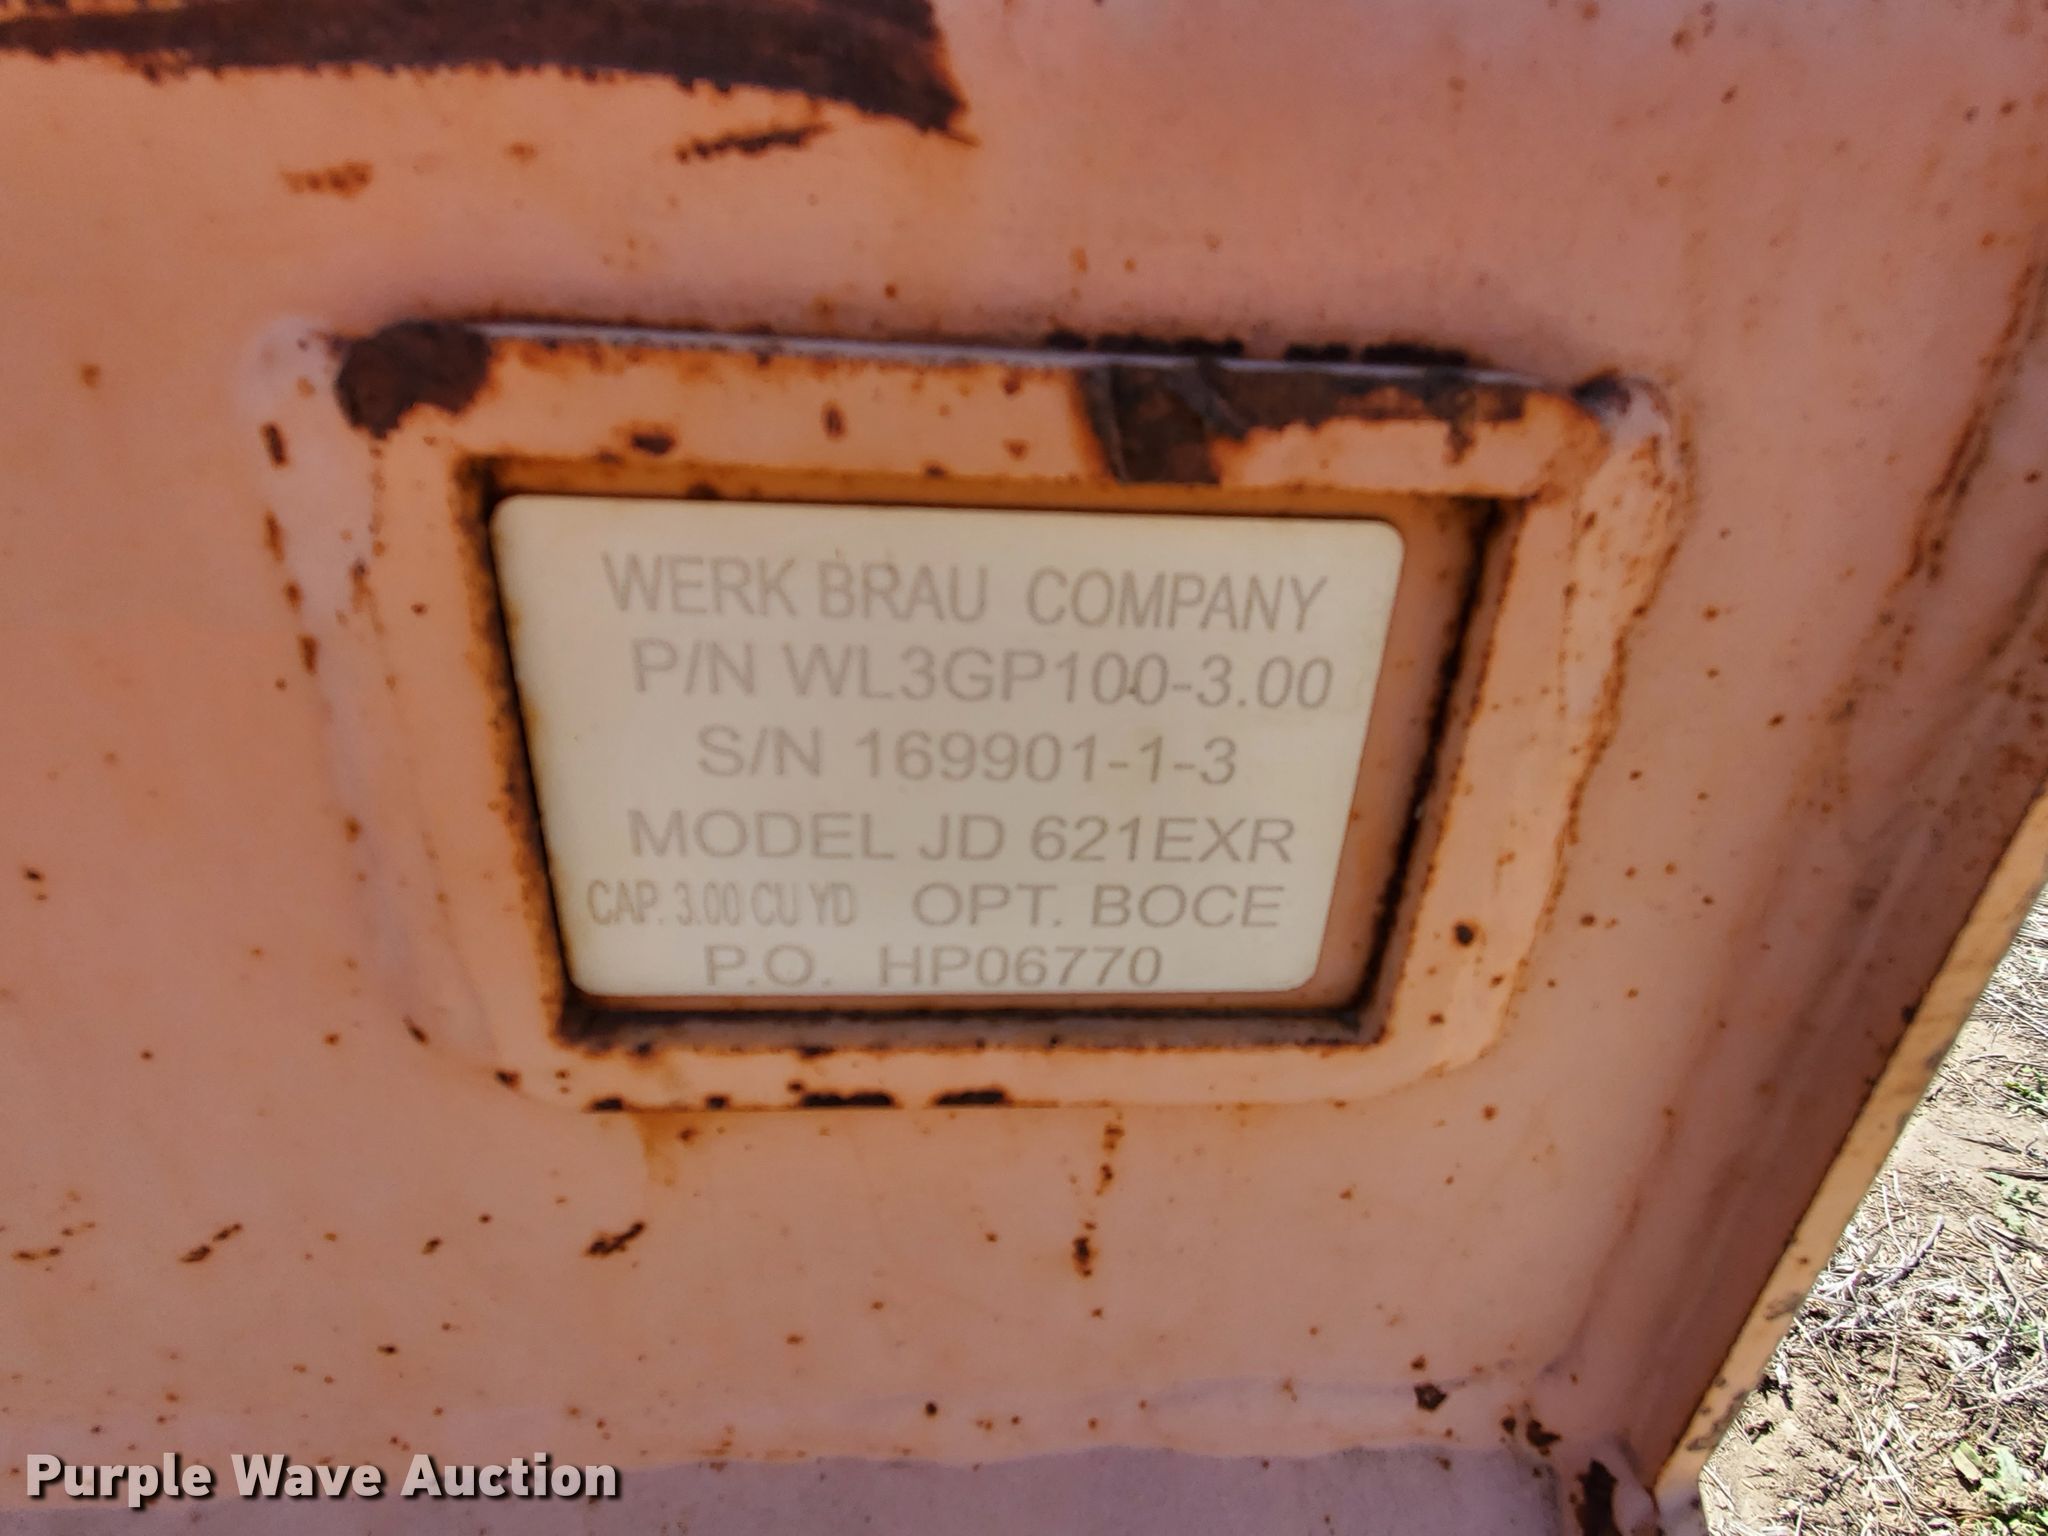 WERK BRAU COMPANY
P/N WL3GP100-3.00
S/N 169901-1-3
MODEL JD 621EXR
CAP. 3.00 CU YD OPT. BOCE
P.O. HP06770
Purple Wave Auction